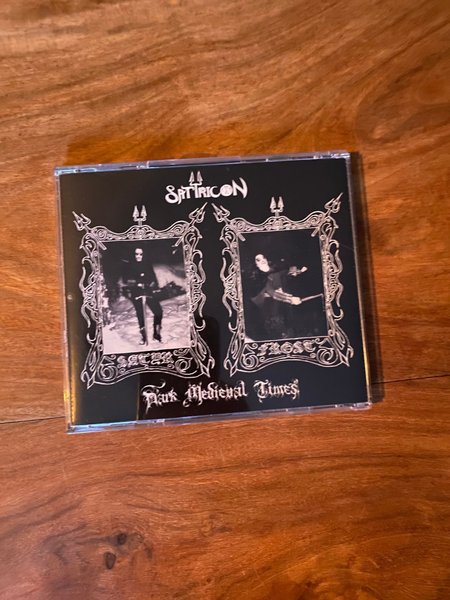 Satyricon
SATYR
FROST
Dark Medieval Times